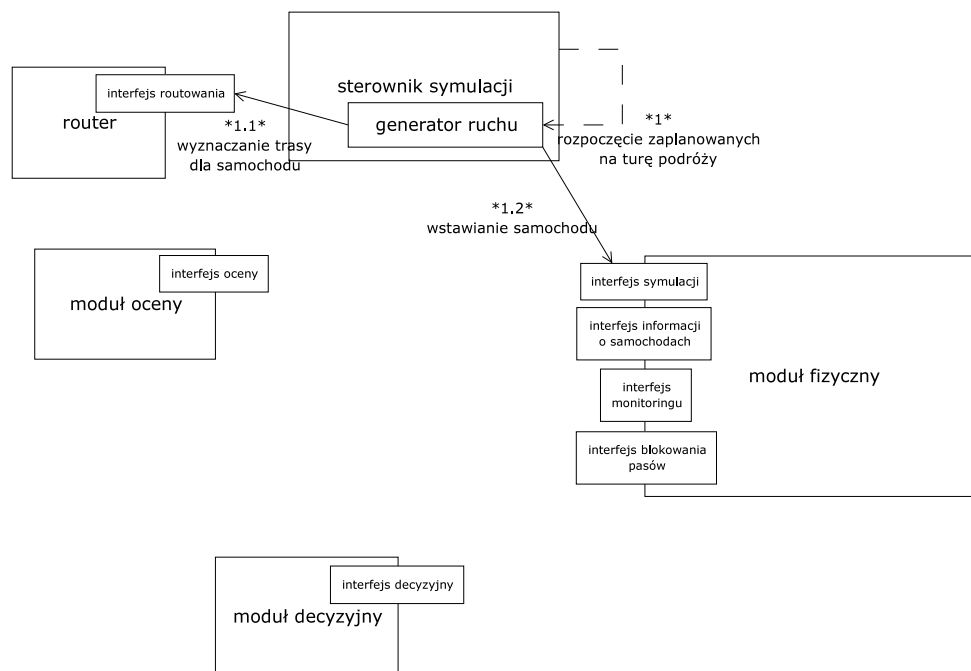 sterownik symulacji
interfejs routowania
router
generator ruchu
*1.1*
wyznaczanie trasy
dla samochodu
*1*
rozpoczęcie zaplanowanych
na turę podróży
*1.2*
wstawianie samochodu
interfejs oceny
moduł oceny
interfejs symulacji
interfejs informacji
o samochodach
moduł fizyczny
interfejs
monitoringu
interfejs blokowania
pasów
interfejs decyzyjny
moduł decyzyjny